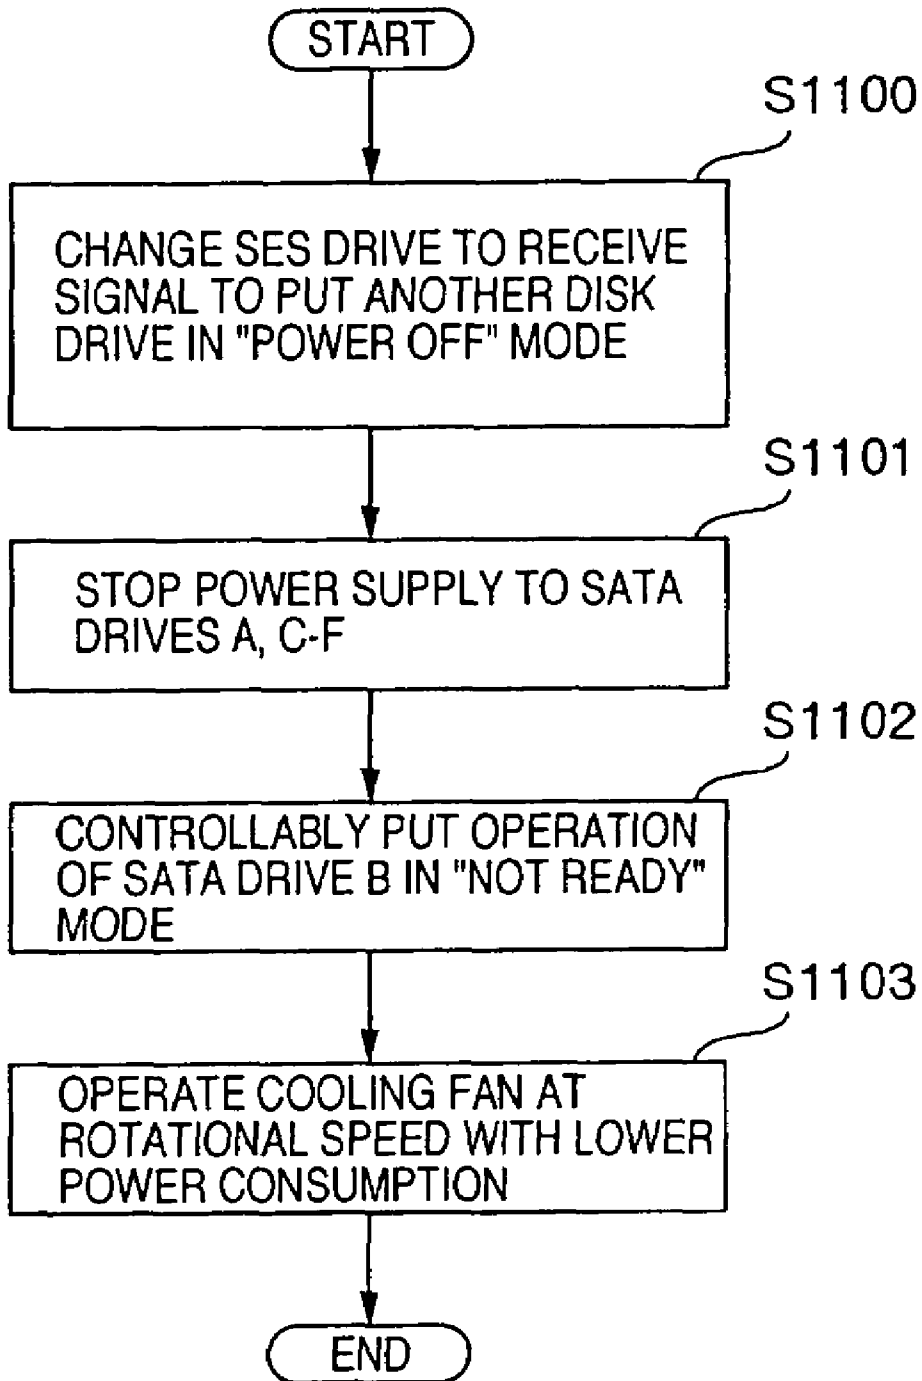 START
S1100
CHANGE SES DRIVE TO RECEIVE
SIGNAL TO PUT ANOTHER DISK
DRIVE IN "POWER OFF" MODE
S1101
STOP POWER SUPPLY TO SATA
DRIVES A, C-F
S1102
CONTROLLABLY PUT OPERATION
OF SATA DRIVE B IN "NOT READY"
MODE
S1103
OPERATE COOLING FAN AT
ROTATIONAL SPEED WITH LOWER
POWER CONSUMPTION
END